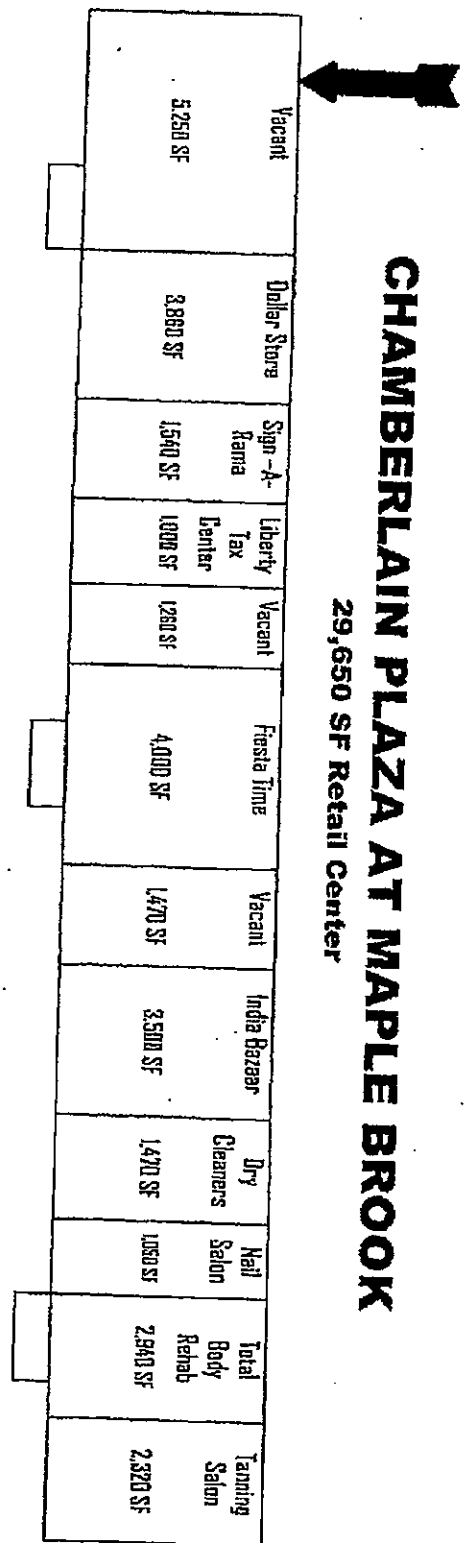 CHAMBERLAIN PLAZA AT MAPLE BROOK
29,650 SF Retail Center
Vacant
5,250 SF
Dollar Store
3,860 SF
Sign-A-
Rama
1,540 SF
Liberty
Tax
Center
1,000 SF
Vacant
1,260 SF
Fiesta Time
4,000 SF
Vacant
1,470 SF
India Bazaar
3,500 SF
Dry
Cleaners
1,470 SF
Nail
Salon
1,050 SF
Total
Body
Rehab
2,940 SF
Tanning
Salon
2,320 SF